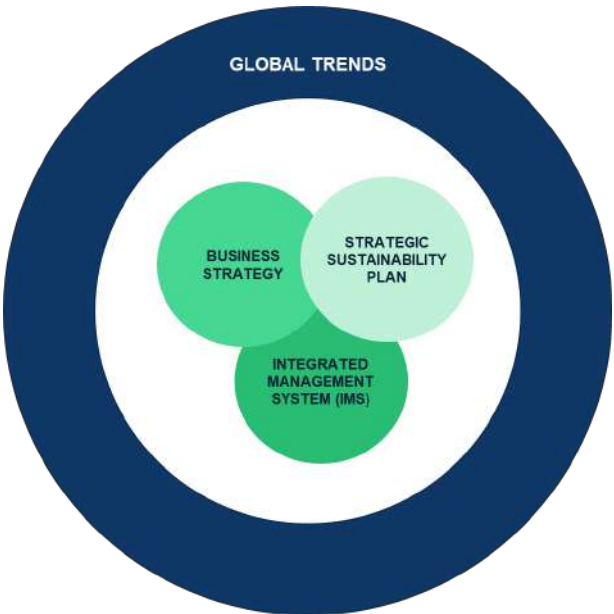 GLOBAL TRENDS
BUSINESS
STRATEGY
STRATEGIC
SUSTAINABILITY
PLAN
INTEGRATED
MANAGEMENT
SYSTEM (IMS)